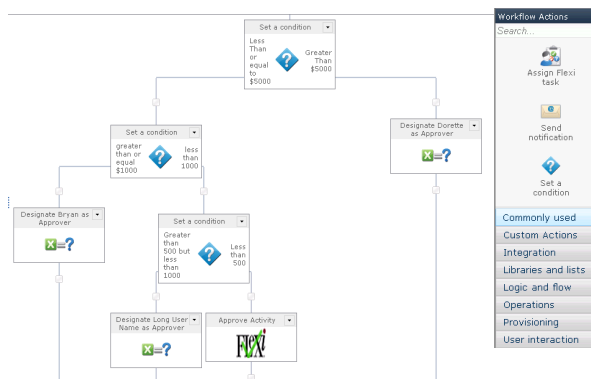 Set a condition
Less
Than
or
equal
to
$5000
Greater
Than
$5000
Set a condition
greater
than or
equal
$1000
less
than
1000
Designate Dorette
as Approver
X=?
Designate Bryan as
Approver
X=?
Set a condition
Greater
than
500 but
less
than
1000
Less
than
500
Designate Long User
Name as Approver
X=?
Approve Activity
FLEXi
Workflow Actions
Search...
Assign Flexi
task
Send
notification
Set a
condition
Commonly used
Custom Actions
Integration
Libraries and lists
Logic and flow
Operations
Provisioning
User interaction